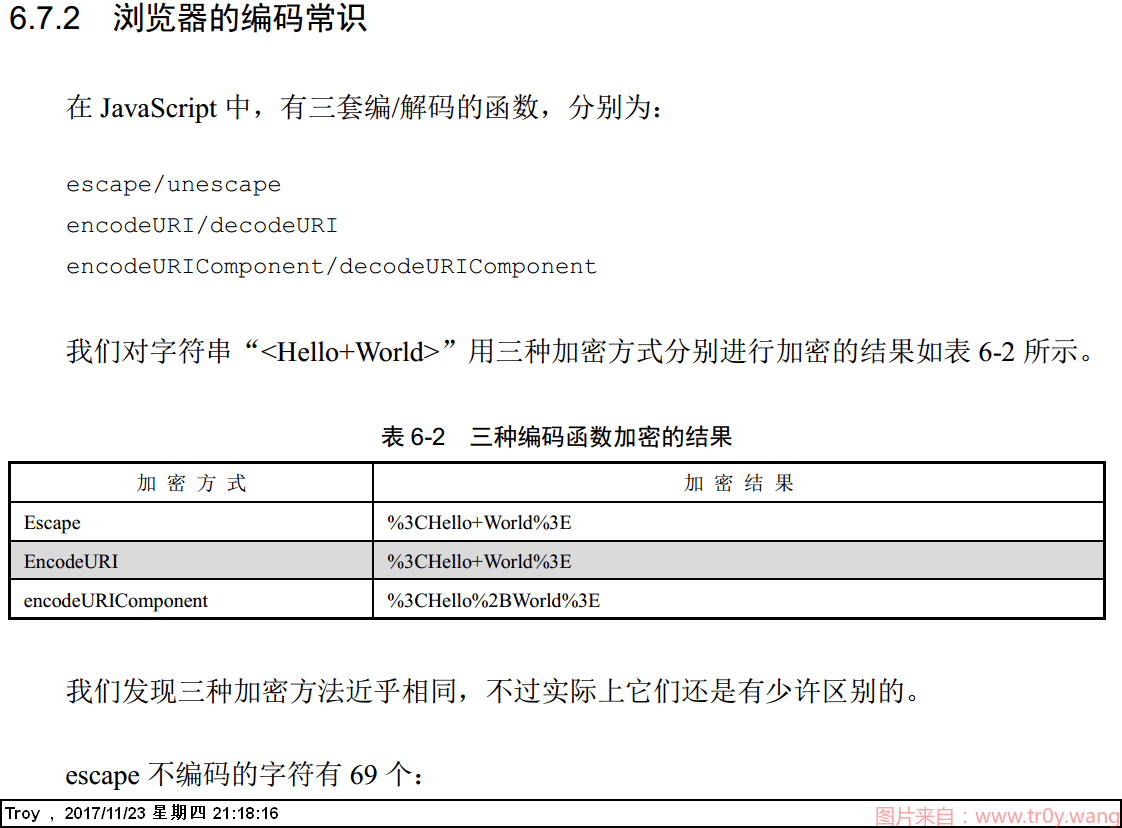 6.7.2 浏览器的编码常识
在 JavaScript 中，有三套编/解码的函数，分别为：
escape/unescape
encodeURI/decodeURI
encodeURIComponent/decodeURIComponent
我们对字符串“<Hello+World>”用三种加密方式分别进行加密的结果如表 6-2 所示。
表 6-2 三种编码函数加密的结果
加密方式 加密结果
Escape %3CHello+World%3E
EncodeURI %3CHello+World%3E
encodeURIComponent %3CHello%2BWorld%3E
我们发现三种加密方法近乎相同，不过实际上它们还是有少许区别的。
escape 不编码的字符有 69 个：
Troy , 2017/11/23 星期四 21:18:16
图片来自：www.tr0y.wang